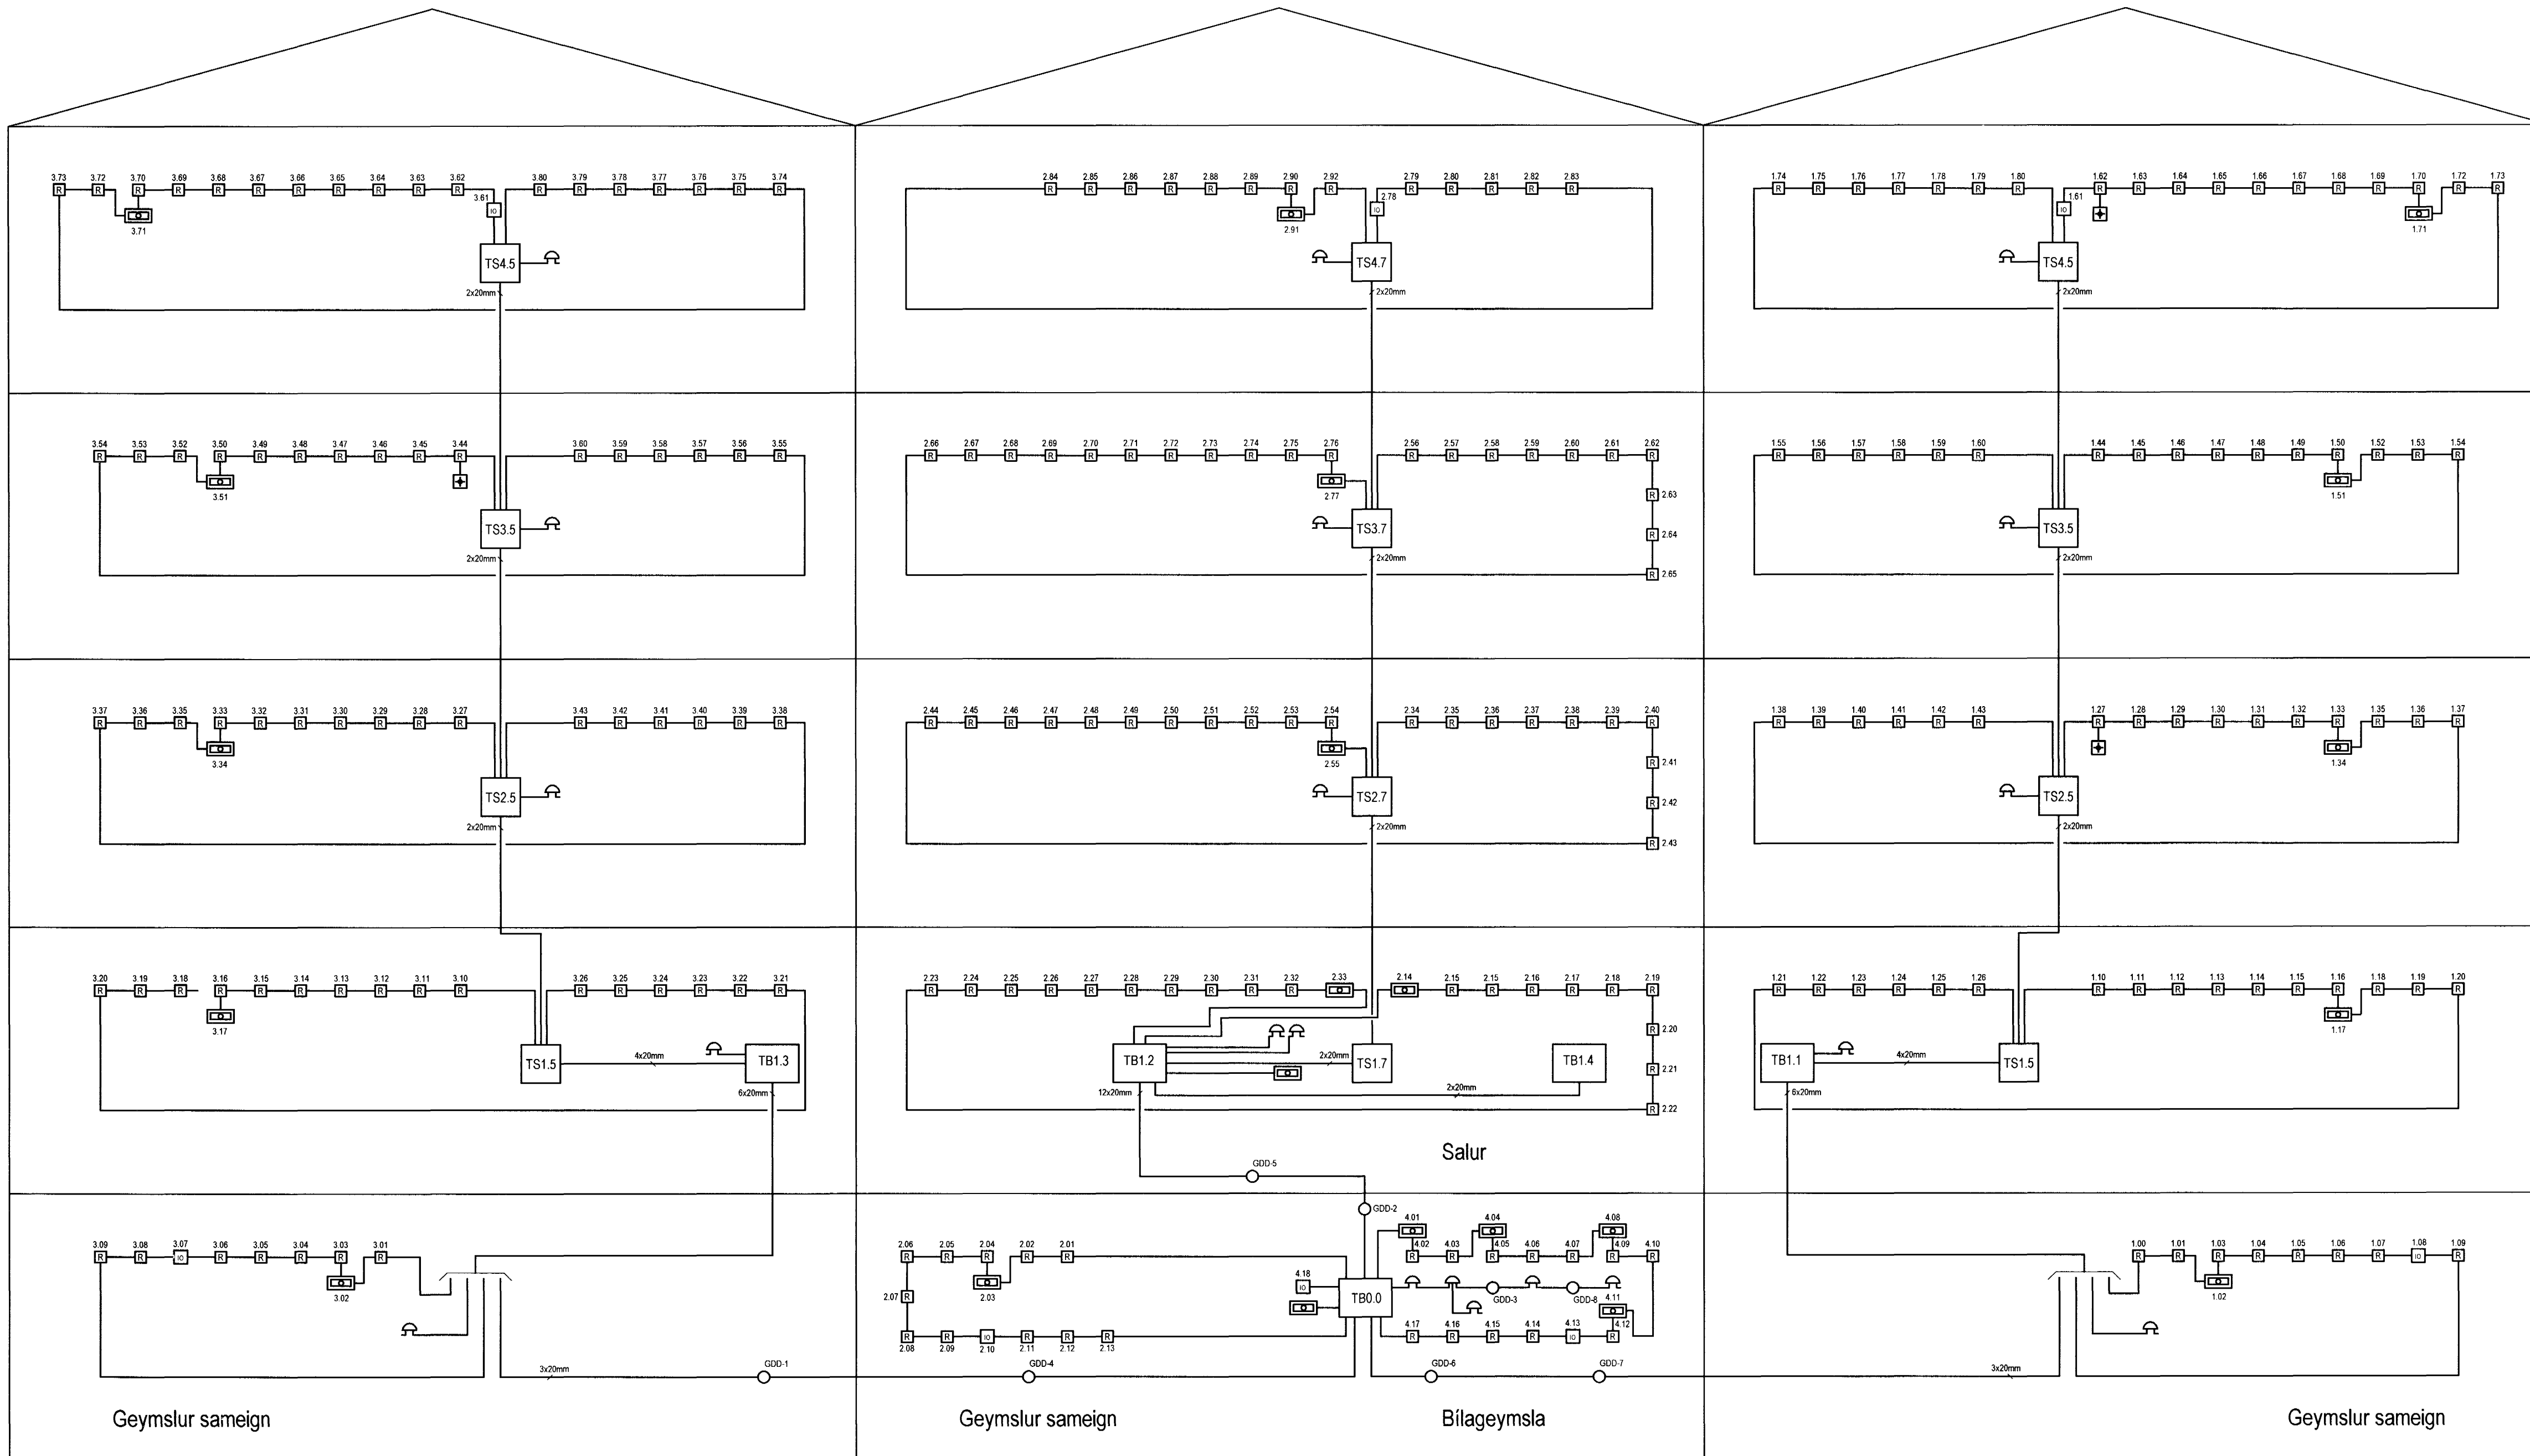 3.73 3.72 3.70 3.69 3.68 3.67 3.66 3.65 3.64 3.63 3.62 3.80 3.79 3.78 3.77 3.76 3.75 3.74
R R R R R R R R R R R R R R R R R R
3.61
IO
3.71
TS4.5
2x20mm
2.84 2.85 2.86 2.87 2.88 2.89 2.90 2.92 2.79 2.80 2.81 2.82 2.83
R R R R R R R R R R R R R
2.78
IO
2.91
TS4.7
2x20mm
1.74 1.75 1.76 1.77 1.78 1.79 1.80 1.62 1.63 1.64 1.65 1.66 1.67 1.68 1.69 1.70 1.72 1.73
R R R R R R R R R R R R R R R R R R
1.61
IO
1.71
TS4.5
2x20mm
3.54 3.53 3.52 3.50 3.49 3.48 3.47 3.46 3.45 3.44 3.60 3.59 3.58 3.57 3.56 3.55
R R R R R R R R R R R R R R R R
3.51
TS3.5
2x20mm
2.66 2.67 2.68 2.69 2.70 2.71 2.72 2.73 2.74 2.75 2.76 2.56 2.57 2.58 2.59 2.60 2.61 2.62
R R R R R R R R R R R R R R R R R R
2.77
R 2.63
TS3.7
R 2.64
2x20mm
R 2.65
1.55 1.56 1.57 1.58 1.59 1.60 1.44 1.45 1.46 1.47 1.48 1.49 1.50 1.52 1.53 1.54
R R R R R R R R R R R R R R R R
1.51
TS3.5
2x20mm
3.37 3.36 3.35 3.33 3.32 3.31 3.30 3.29 3.28 3.27 3.43 3.42 3.41 3.40 3.39 3.38
R R R R R R R R R R R R R R R R
3.34
TS2.5
2x20mm
2.44 2.45 2.46 2.47 2.48 2.49 2.50 2.51 2.52 2.53 2.54 2.34 2.35 2.36 2.37 2.38 2.39 2.40
R R R R R R R R R R R R R R R R R R
2.55
R 2.41
TS2.7
R 2.42
2x20mm
R 2.43
1.38 1.39 1.40 1.41 1.42 1.43 1.27 1.28 1.29 1.30 1.31 1.32 1.33 1.35 1.36 1.37
R R R R R R R R R R R R R R R R
1.34
TS2.5
2x20mm
3.20 3.19 3.18 3.16 3.15 3.14 3.13 3.12 3.11 3.10 3.26 3.25 3.24 3.23 3.22 3.21
R R R R R R R R R R R R R R R R
3.17
TS1.5
4x20mm
TB1.3
6x20mm
2.23 2.24 2.25 2.26 2.27 2.28 2.29 2.30 2.31 2.32 2.33 2.14 2.15 2.15 2.16 2.17 2.18 2.19
R R R R R R R R R R R R R R R R
R 2.20
TB1.2
2x20mm
TS1.7
TB1.4
R 2.21
12x20mm
2x20mm
R 2.22
Salur
GDD-5
1.21 1.22 1.23 1.24 1.25 1.26 1.10 1.11 1.12 1.13 1.14 1.15 1.16 1.18 1.19 1.20
R R R R R R R R R R R R R R R R
1.17
TB1.1
4x20mm
TS1.5
6x20mm
3.09 3.08 3.07 3.06 3.05 3.04 3.03 3.01
R R IO R R R R R
3.02
3x20mm
GDD-1
Geymslur sameign
GDD-2
2.06 2.05 2.04 2.02 2.01
R R R R R
2.03
2.07 R
R R IO R R R
2.08 2.09 2.10 2.11 2.12 2.13
4.18
IO
TB0.0
4.01 4.04 4.08
4.02 4.03 4.05 4.06 4.07 4.09 4.10
R R R R R R R
GDD-3 GDD-8
4.11
4.17 4.16 4.15 4.14 4.13 4.12
R R R R IO R
GDD-4
GDD-6
GDD-7
Geymslur sameign
Bílageymsla
1.00 1.01 1.03 1.04 1.05 1.06 1.07 1.08 1.09
R R R R R R R IO R
1.02
3x20mm
Geymslur sameign